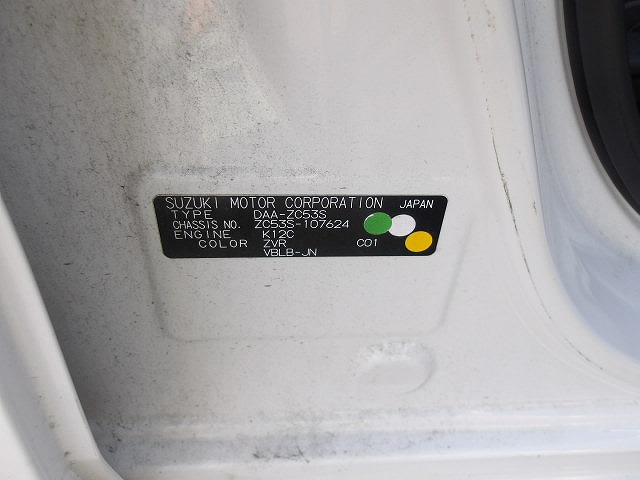 SUZUKI MOTOR CORPORATION JAPAN
TYPE DAA-ZC53S
CHASSIS NO. ZC53S-107624
ENGINE K12C
COLOR ZVR C01
VBLB-JN